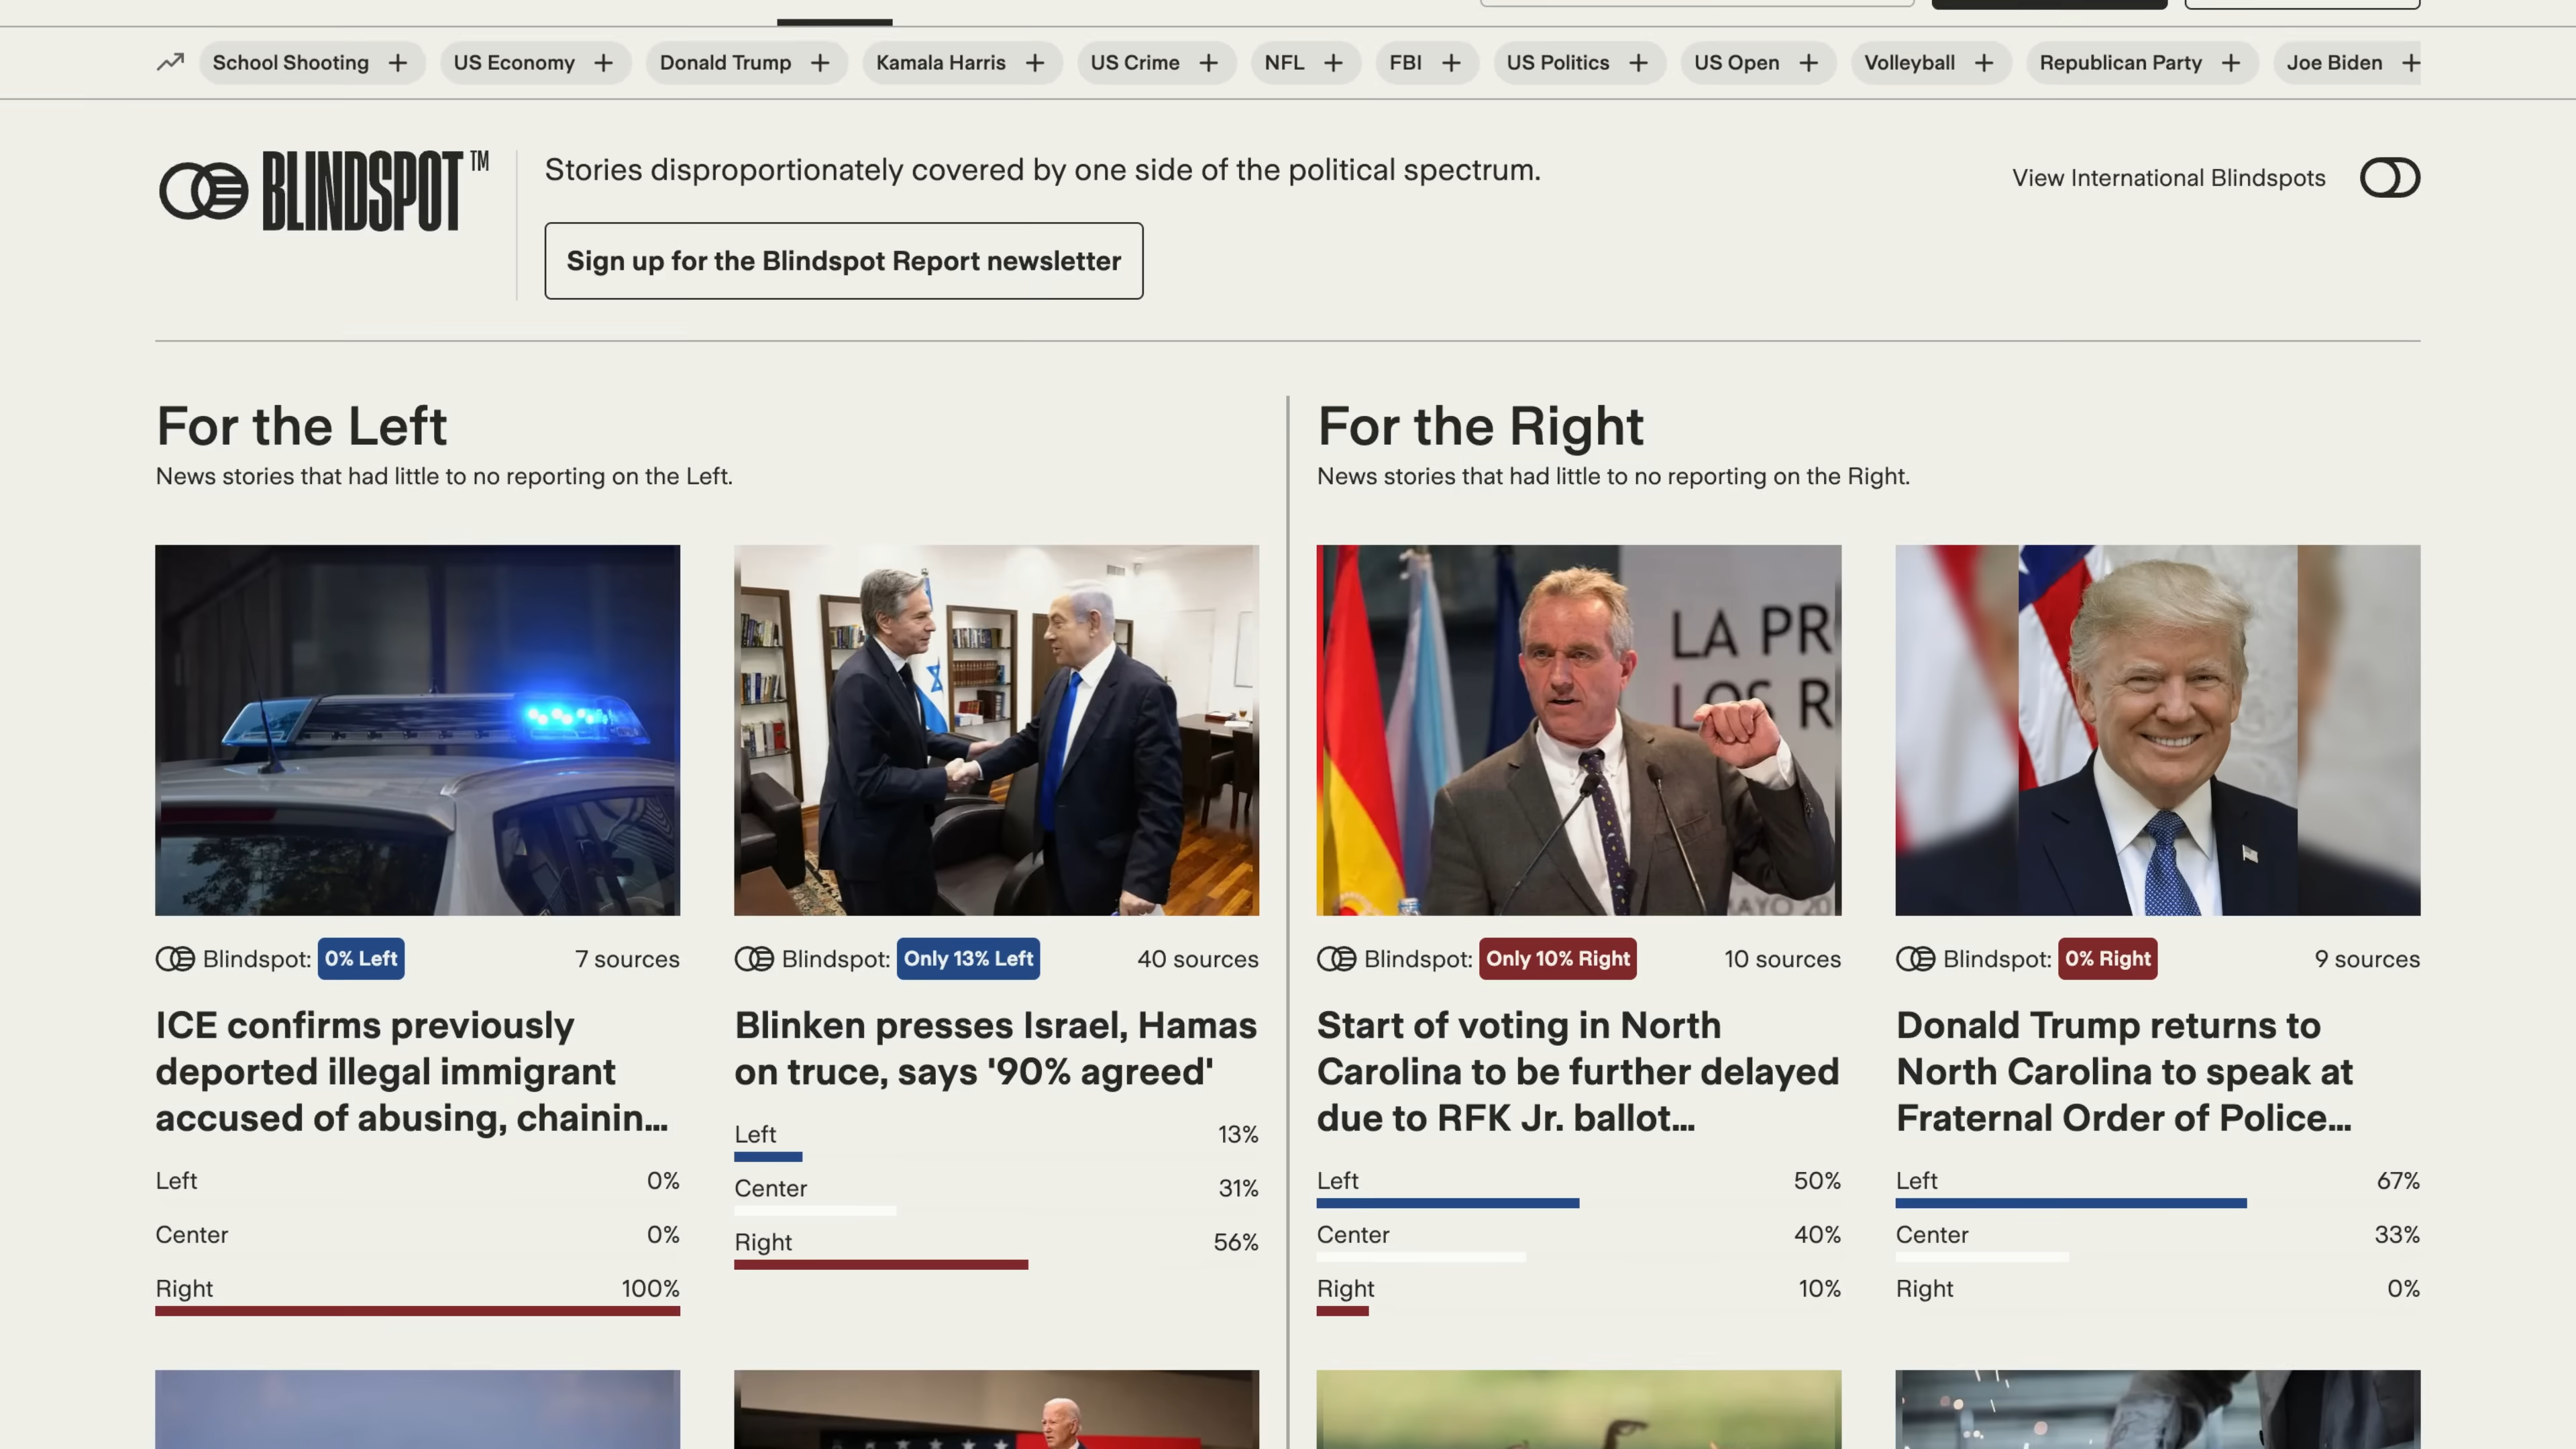 School Shooting +
US Economy +
Donald Trump +
Kamala Harris +
US Crime +
NFL +
FBI +
US Politics +
US Open +
Volleyball +
Republican Party +
Joe Biden +
BLINDSPOT™
Stories disproportionately covered by one side of the political spectrum.
Sign up for the Blindspot Report newsletter
View International Blindspots
For the Left
News stories that had little to no reporting on the Left.
Blindspot: 0% Left 7 sources
ICE confirms previously
deported illegal immigrant
accused of abusing, chainin...
Left 0%
Center 0%
Right 100%
Blindspot: Only 13% Left 40 sources
Blinken presses Israel, Hamas
on truce, says '90% agreed'
Left 13%
Center 31%
Right 56%
For the Right
News stories that had little to no reporting on the Right.
LA PR
LOS R
MAYO 20
Blindspot: Only 10% Right 10 sources
Start of voting in North
Carolina to be further delayed
due to RFK Jr. ballot...
Left 50%
Center 40%
Right 10%
Blindspot: 0% Right 9 sources
Donald Trump returns to
North Carolina to speak at
Fraternal Order of Police...
Left 67%
Center 33%
Right 0%